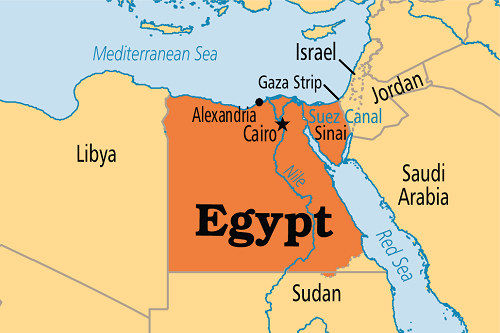 Mediterranean Sea
Israel
Gaza Strip
Jordan
Alexandria
Suez Canal
Cairo
Sinai
Libya
Nile
Saudi
Arabia
Egypt
Red Sea
Sudan